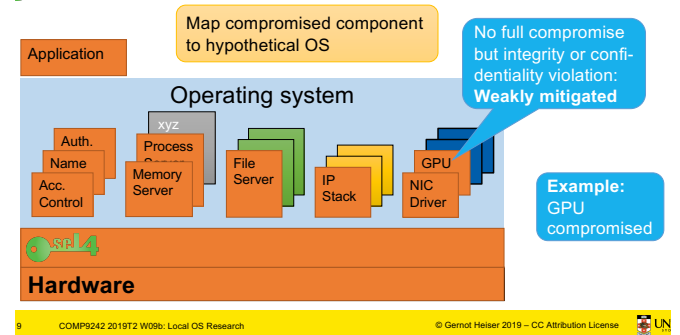 Map compromised component
to hypothetical OS
No full compromise
but integrity or confi-
dentiality violation:
Weakly mitigated
Application
Operating system
xyz
Auth.
Name
Acc.
Control
Process
Memory
Server
File
Server
IP
Stack
GPU
NIC
Driver
Example:
GPU
compromised
seL4
Hardware
9 COMP9242 2019T2 W09b: Local OS Research © Gernot Heiser 2019 – CC Attribution License
UN